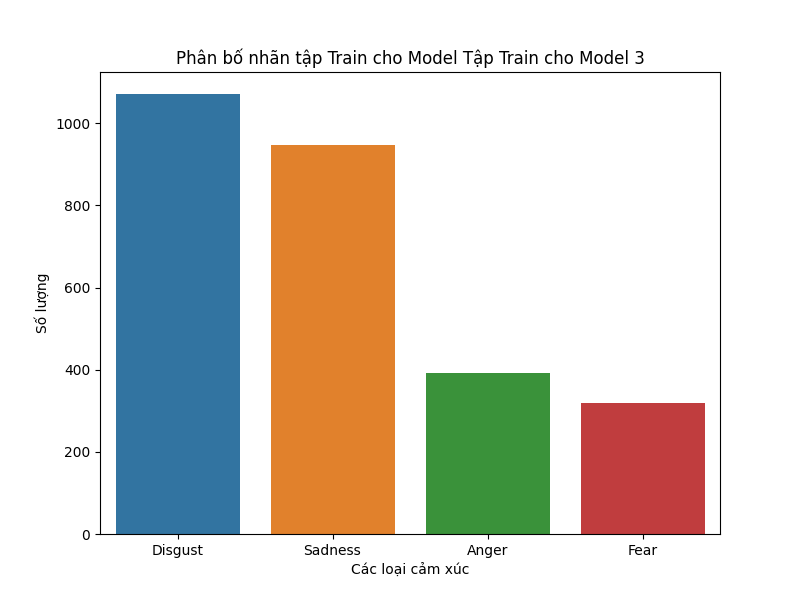 Phân bố nhãn tập Train cho Model Tập Train cho Model 3
1000
800
600
400
200
0
Số lượng
Disgust Sadness Anger Fear
Các loại cảm xúc